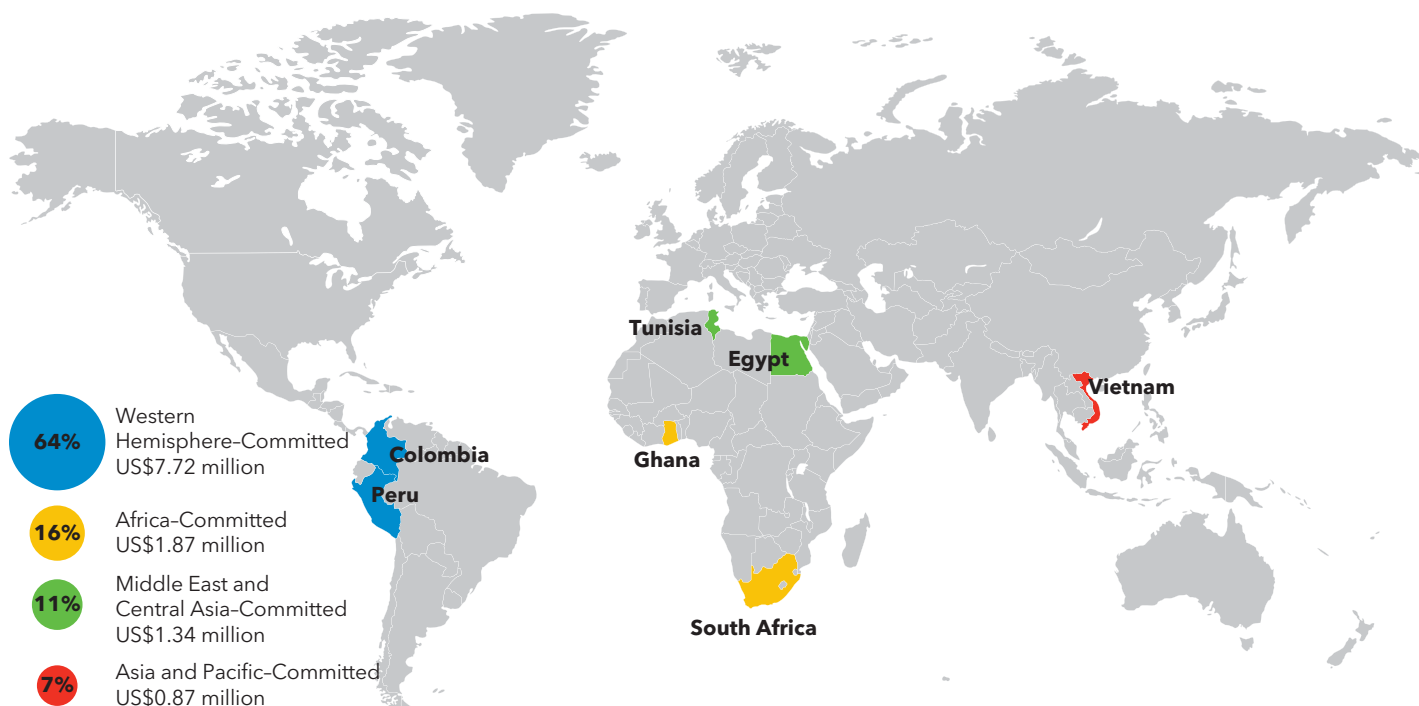 Tunisia
Egypt
Vietnam
Ghana
Colombia
Peru
South Africa
64%
Western
Hemisphere–Committed
US$7.72 million
16%
Africa–Committed
US$1.87 million
11%
Middle East and
Central Asia–Committed
US$1.34 million
7%
Asia and Pacific–Committed
US$0.87 million